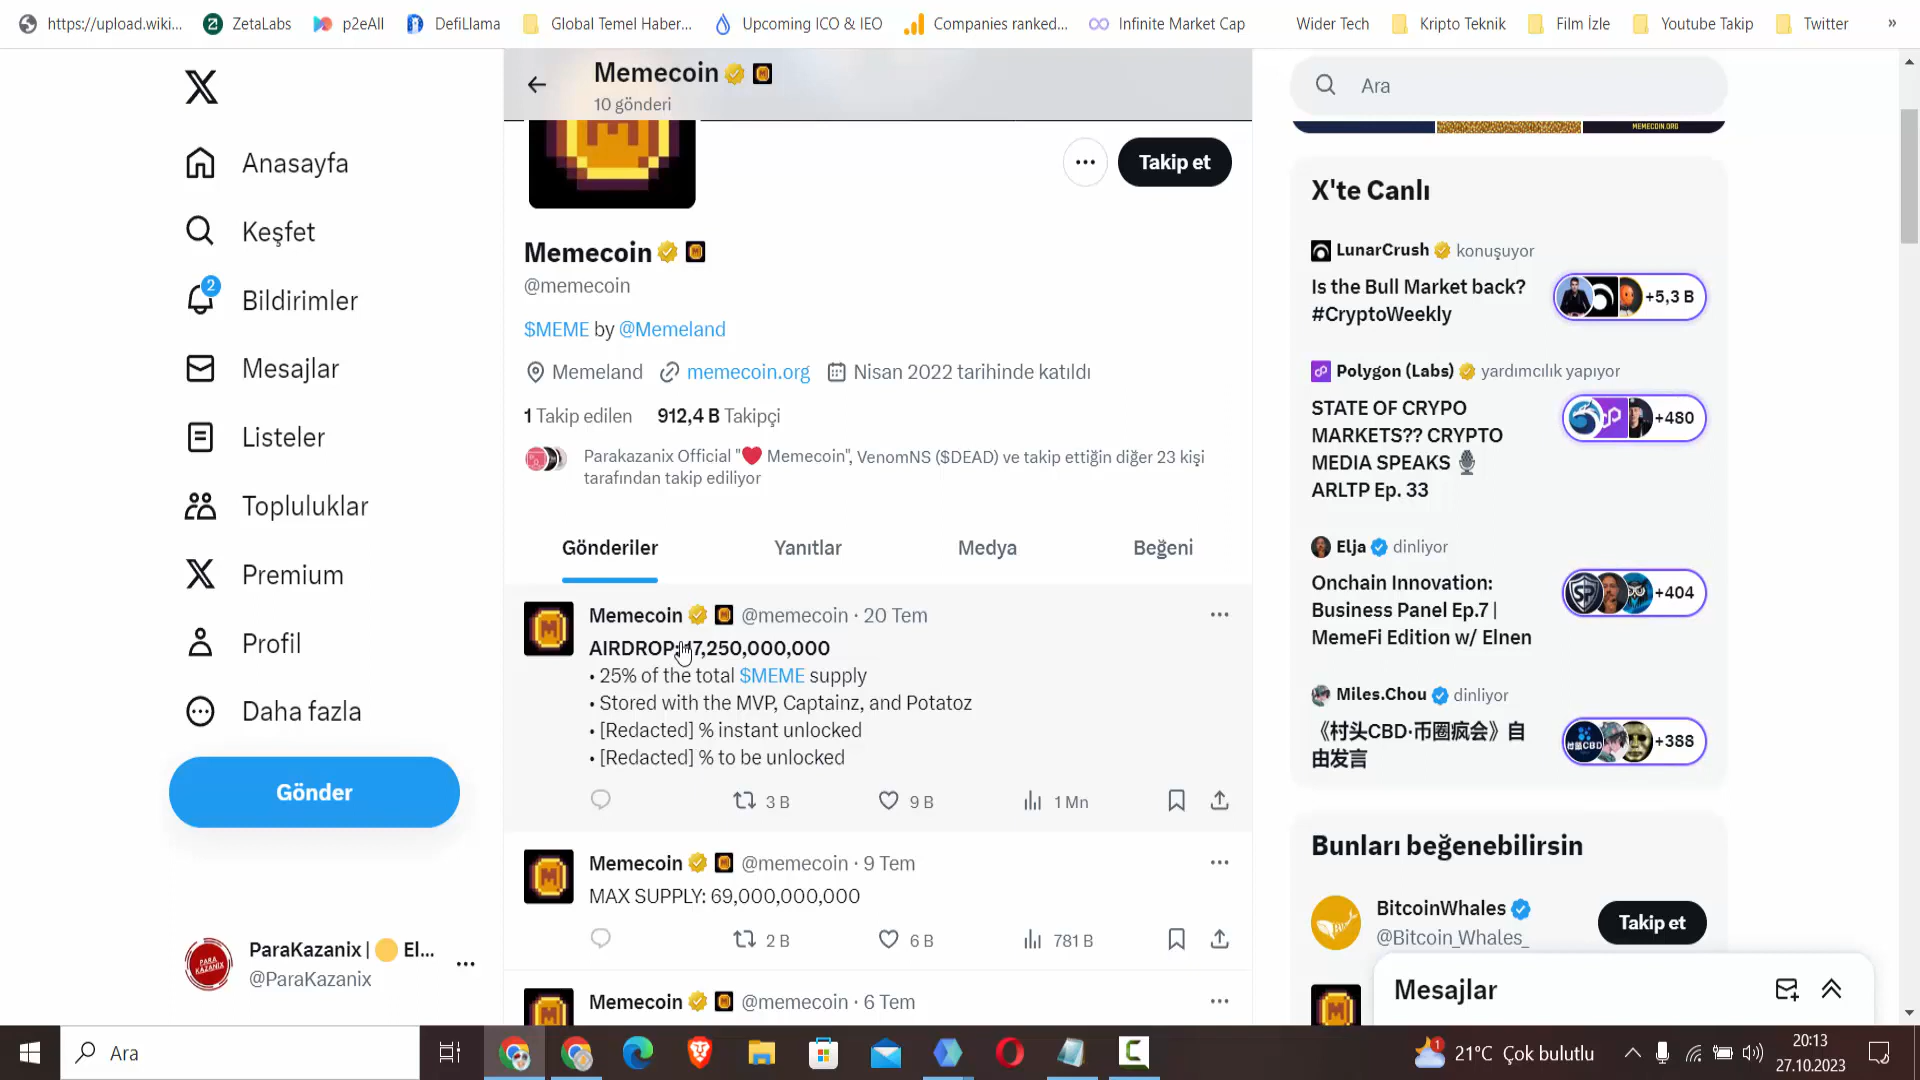 https://upload.wiki...
ZetaLabs
p2eAll
DefiLlama
Global Temel Haber...
Upcoming ICO & IEO
Companies ranked...
Infinite Market Cap
Wider Tech
Kripto Teknik
Film İzle
Youtube Takip
Twitter
»
Anasayfa
Keşfet
2
Bildirimler
Mesajlar
Listeler
Topluluklar
Premium
Profil
Daha fazla
Gönder
ParaKazanix | El...
@ParaKazanix
Memecoin
10 gönderi
Takip et
Memecoin
@memecoin
$MEME by @Memeland
Memeland memecoin.org Nisan 2022 tarihinde katıldı
1 Takip edilen 912,4 B Takipçi
Parakazanix Official "❤️ Memecoin", VenomNS ($DEAD) ve takip ettiğin diğer 23 kişi
tarafından takip ediliyor
Gönderiler Yanıtlar Medya Beğeni
Memecoin @memecoin · 20 Tem
AIRDROP: 17,250,000,000
• 25% of the total $MEME supply
• Stored with the MVP, Captainz, and Potatoz
• [Redacted] % instant unlocked
• [Redacted] % to be unlocked
3 B 9 B 1 Mn
Memecoin @memecoin · 9 Tem
MAX SUPPLY: 69,000,000,000
2 B 6 B 781 B
Memecoin @memecoin · 6 Tem
Ara
MEMECOIN.ORG
X'te Canlı
LunarCrush konuşuyor
Is the Bull Market back?
#CryptoWeekly
+5,3 B
Polygon (Labs) yardımcılık yapıyor
STATE OF CRYPO
MARKETS?? CRYPTO
MEDIA SPEAKS 🎙️
ARLTP Ep. 33
+480
Elja dinliyor
Onchain Innovation:
Business Panel Ep.7 |
MemeFi Edition w/ Elnen
+404
Miles.Chou dinliyor
《村头CBD·币圈疯会》自
由发言
+388
Bunları beğenebilirsin
BitcoinWhales
@Bitcoin_Whales_
Takip et
Mesajlar
Ara
1
21°C Çok bulutlu
20:13
27.10.2023